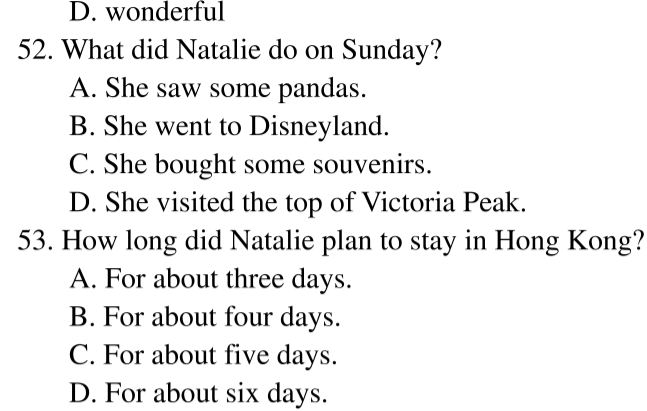 D. wonderful
52. What did Natalie do on Sunday?
A. She saw some pandas.
B. She went to Disneyland.
C. She bought some souvenirs.
D. She visited the top of Victoria Peak.
53. How long did Natalie plan to stay in Hong Kong?
A. For about three days.
B. For about four days.
C. For about five days.
D. For about six days.